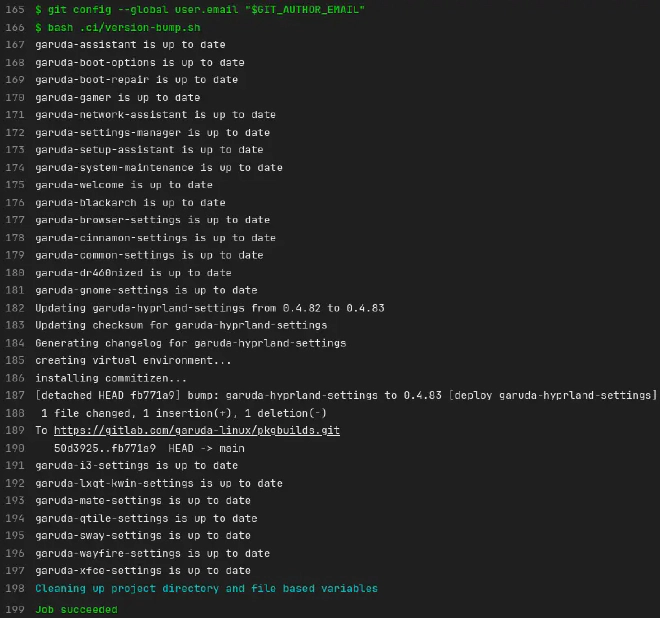 165 $ git config --global user.email "$GIT_AUTHOR_EMAIL"
166 $ bash .ci/version-bump.sh
167 garuda-assistant is up to date
168 garuda-boot-options is up to date
169 garuda-boot-repair is up to date
170 garuda-gamer is up to date
171 garuda-network-assistant is up to date
172 garuda-settings-manager is up to date
173 garuda-setup-assistant is up to date
174 garuda-system-maintenance is up to date
175 garuda-welcome is up to date
176 garuda-blackarch is up to date
177 garuda-browser-settings is up to date
178 garuda-cinnamon-settings is up to date
179 garuda-common-settings is up to date
180 garuda-dr460nized is up to date
181 garuda-gnome-settings is up to date
182 Updating garuda-hyprland-settings from 0.4.82 to 0.4.83
183 Updating checksum for garuda-hyprland-settings
184 Generating changelog for garuda-hyprland-settings
185 creating virtual environment...
186 installing commitizen...
187 [detached HEAD fb771a9] bump: garuda-hyprland-settings to 0.4.83 [deploy garuda-hyprland-settings]
188 1 file changed, 1 insertion(+), 1 deletion(-)
189 To https://gitlab.com/garuda-linux/pkgbuilds.git
190 50d3925..fb771a9 HEAD -> main
191 garuda-i3-settings is up to date
192 garuda-lxqt-kwin-settings is up to date
193 garuda-mate-settings is up to date
194 garuda-qtile-settings is up to date
195 garuda-sway-settings is up to date
196 garuda-wayfire-settings is up to date
197 garuda-xfce-settings is up to date
198 Cleaning up project directory and file based variables
199 Job succeeded